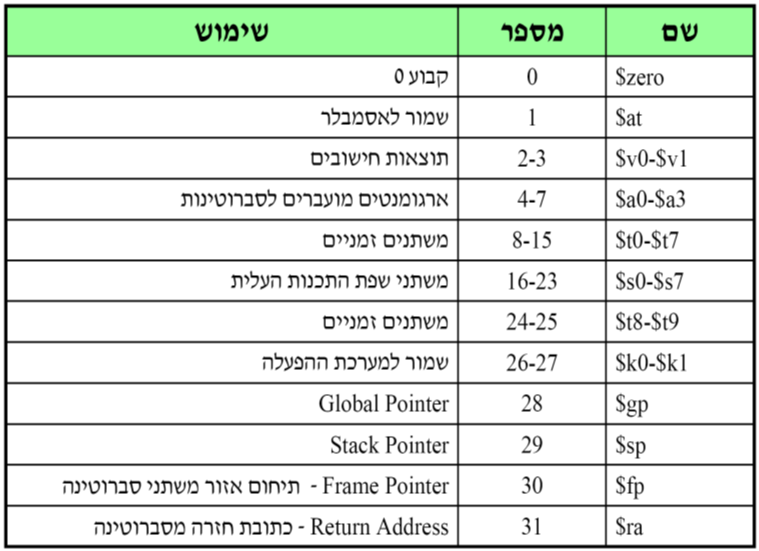 שם מספר שימוש
$zero 0 קבוע 0
$at 1 שמור לאסמבלר
$v0-$v1 2-3 תוצאות חישובים
$a0-$a3 4-7 ארגומנטים מועברים לסברוטינות
$t0-$t7 8-15 משתנים זמניים
$s0-$s7 16-23 משתני שפת התכנות העלית
$t8-$t9 24-25 משתנים זמניים
$k0-$k1 26-27 שמור למערכת ההפעלה
$gp 28 Global Pointer
$sp 29 Stack Pointer
$fp 30 Frame Pointer - תיחום אזור משתני סברוטינה
$ra 31 Return Address - כתובת חזרה מסברוטינה